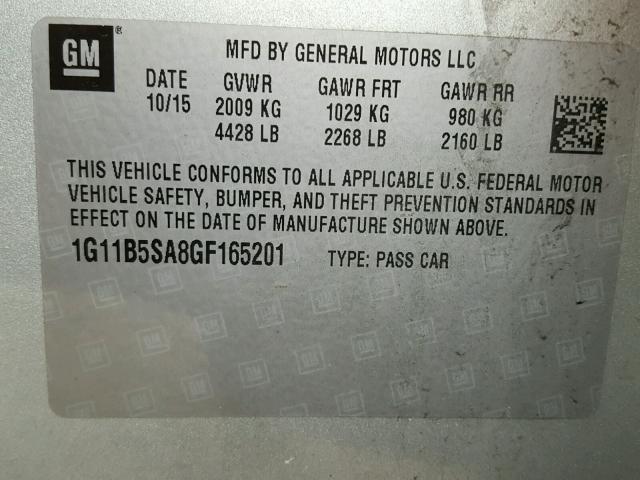 GM ®
MFD BY GENERAL MOTORS LLC
DATE GVWR GAWR FRT GAWR RR
10/15 2009 KG 1029 KG 980 KG
4428 LB 2268 LB 2160 LB
THIS VEHICLE CONFORMS TO ALL APPLICABLE U.S. FEDERAL MOTOR
VEHICLE SAFETY, BUMPER, AND THEFT PREVENTION STANDARDS IN
EFFECT ON THE DATE OF MANUFACTURE SHOWN ABOVE.
1G11B5SA8GF165201 TYPE: PASS CAR